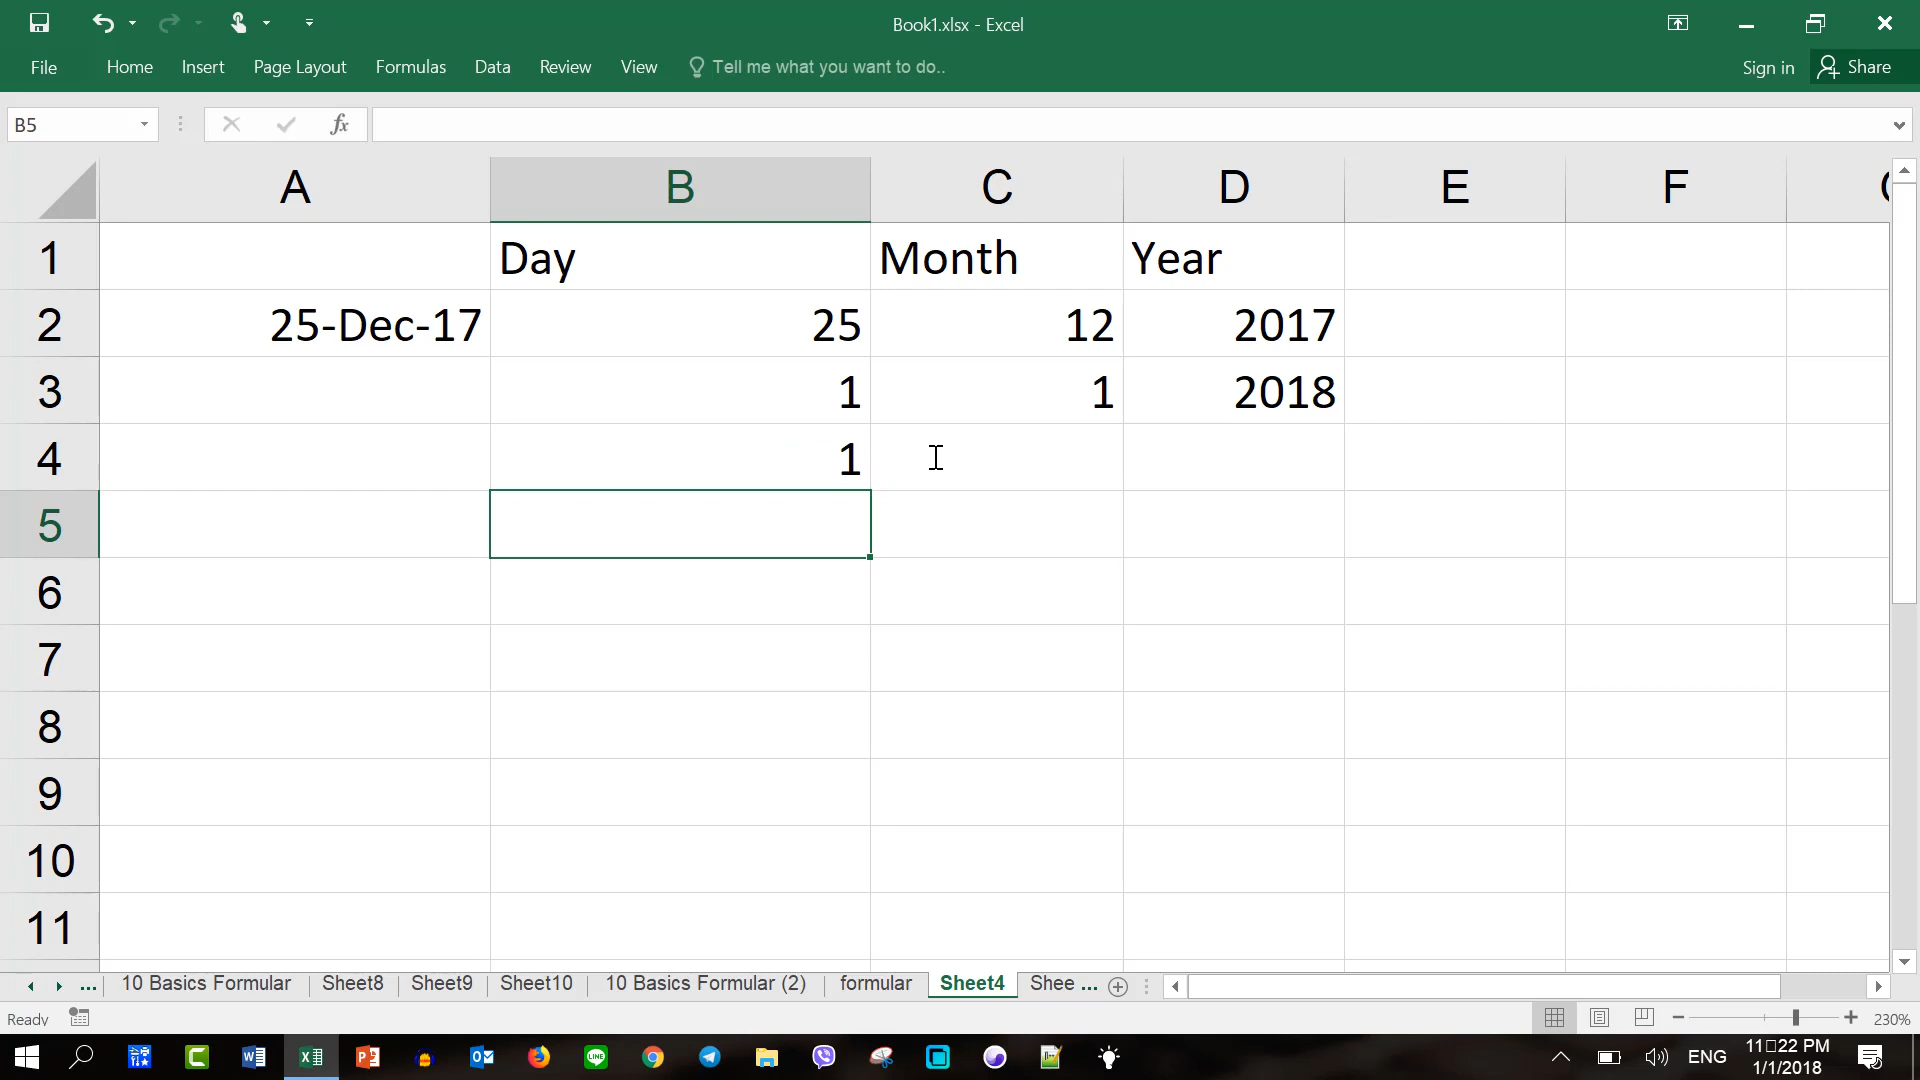 Book1.xlsx - Excel
File Home Insert Page Layout Formulas Data Review View Tell me what you want to do.. Sign in Share
B5 fx
A B C D E F
1 Day Month Year
2 25-Dec-17 25 12 2017
3 1 1 2018
4 1
5
6
7
8
9
10
11
... 10 Basics Formular Sheet8 Sheet9 Sheet10 10 Basics Formular (2) formular Sheet4 Shee ...
Ready 230%
ENG 11□22 PM
1/1/2018